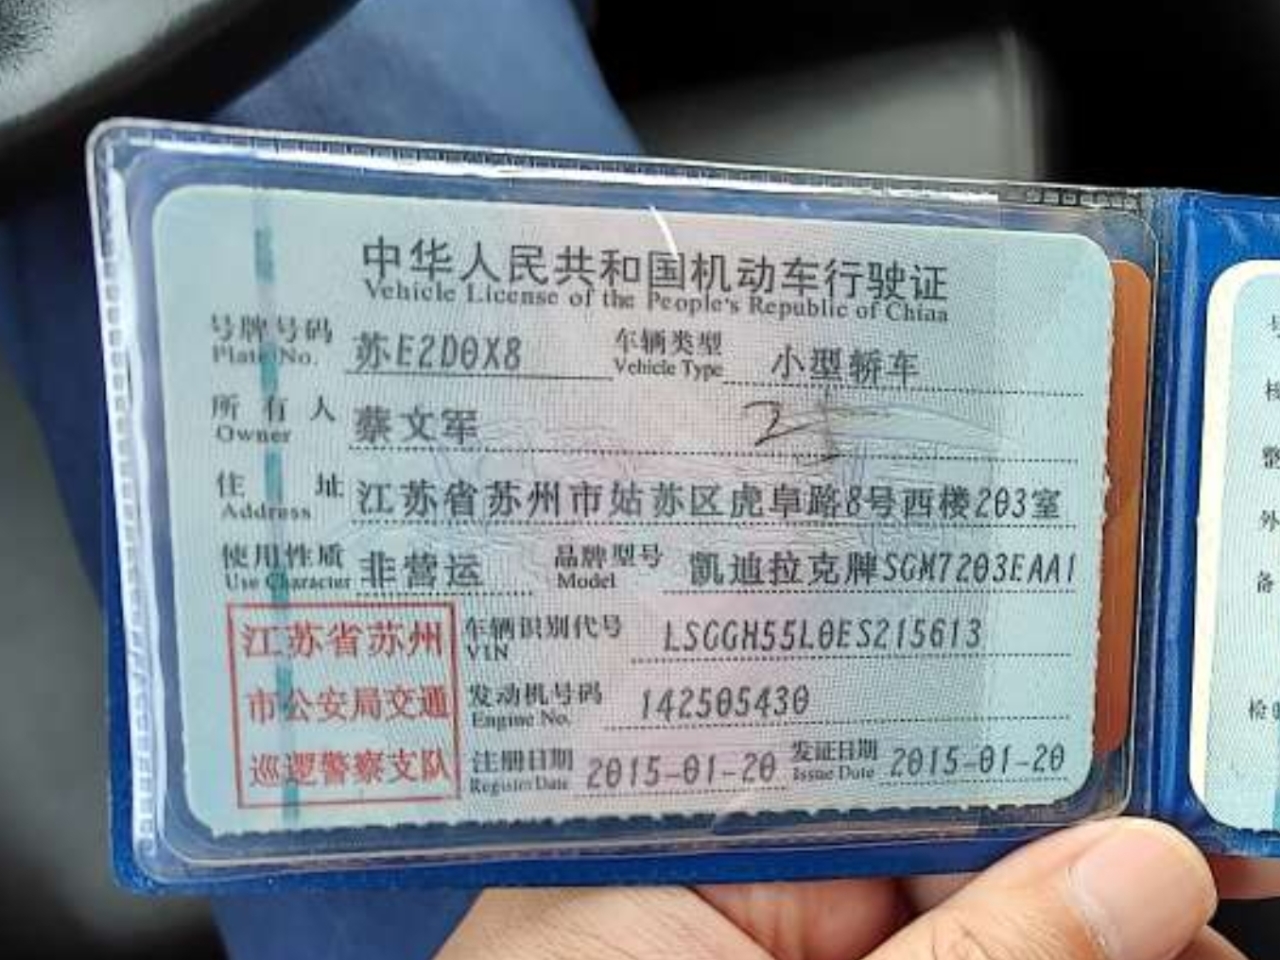 中华人民共和国机动车行驶证
Vehicle License of the People's Republic of China
号牌号码 苏E2D0X8 车辆类型 小型轿车
Plate No. Vehicle Type
所有人 蔡文军
Owner
住址 江苏省苏州市姑苏区虎阜路8号西楼203室
Address
使用性质 非营运 品牌型号 凯迪拉克牌SGM7203EAA1
Use Character Model
江苏省苏州
市公安局交通
巡逻警察支队
车辆识别代号 LSGGH55L0ES215613
VIN
发动机号码 142505430
Engine No.
注册日期 2015-01-20 发证日期 2015-01-20
Register Date Issue Date